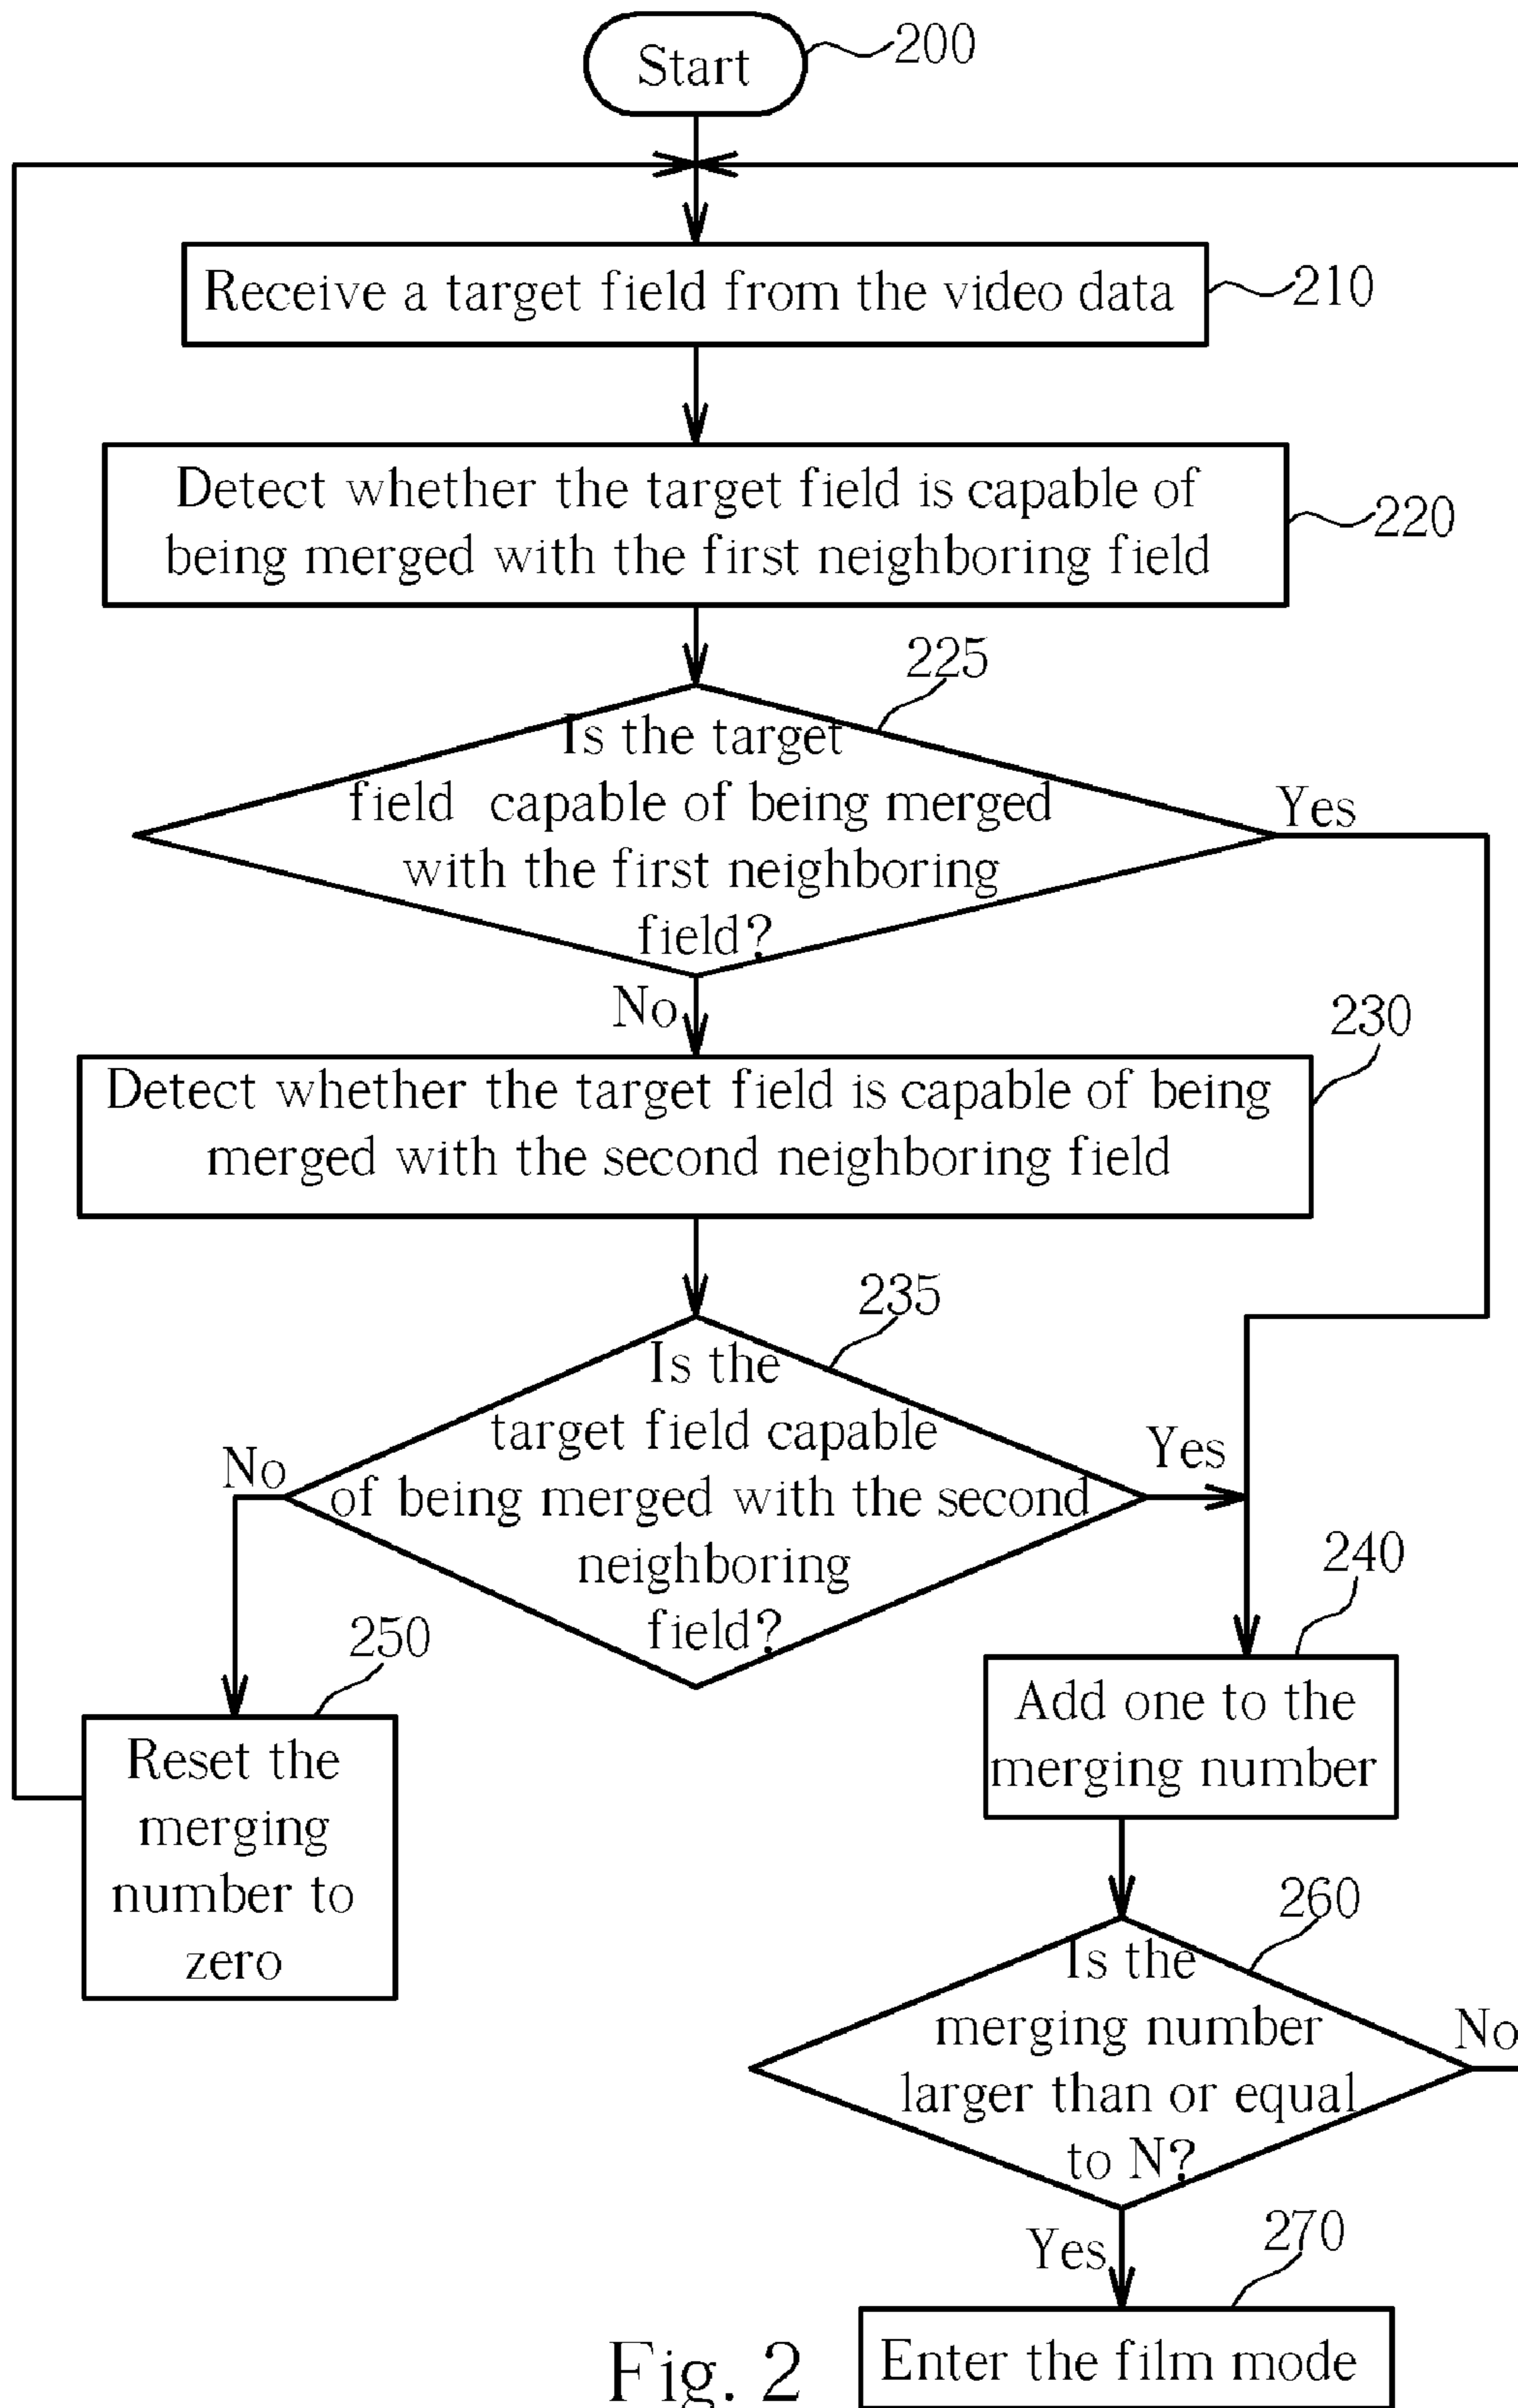 Start
200
Receive a target field from the video data
210
Detect whether the target field is capable of
being merged with the first neighboring field
220
225
Is the target
field capable of being merged
with the first neighboring
field?
Yes
No
230
Detect whether the target field is capable of being
merged with the second neighboring field
235
Is the
target field capable
of being merged with the second
neighboring
field?
No
Yes
240
Add one to the
merging number
250
Reset the
merging
number to
zero
260
Is the
merging number
larger than or equal
to N?
No
Yes
270
Enter the film mode
Fig. 2